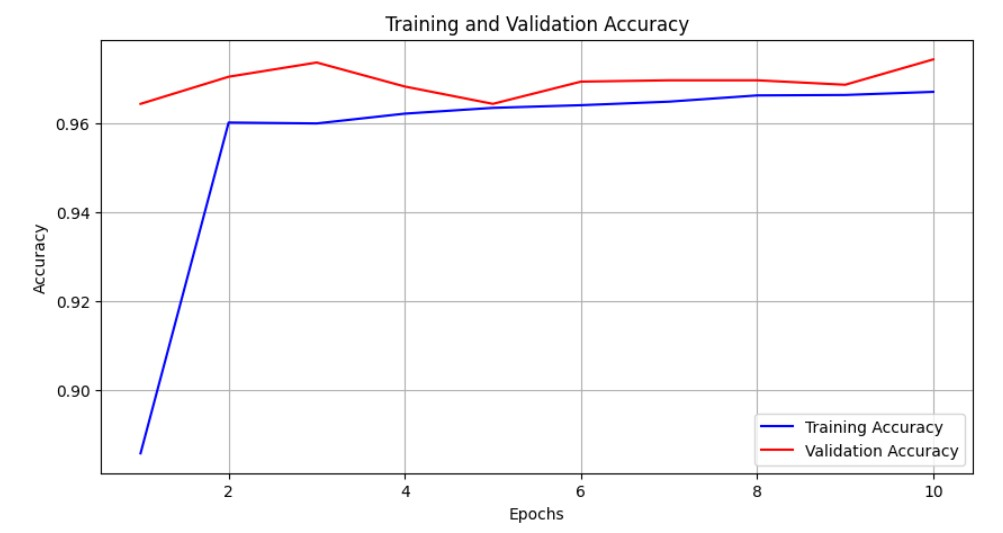 Training and Validation Accuracy
Accuracy
0.96
0.94
0.92
0.90
Training Accuracy
Validation Accuracy
2 4 6 8 10
Epochs